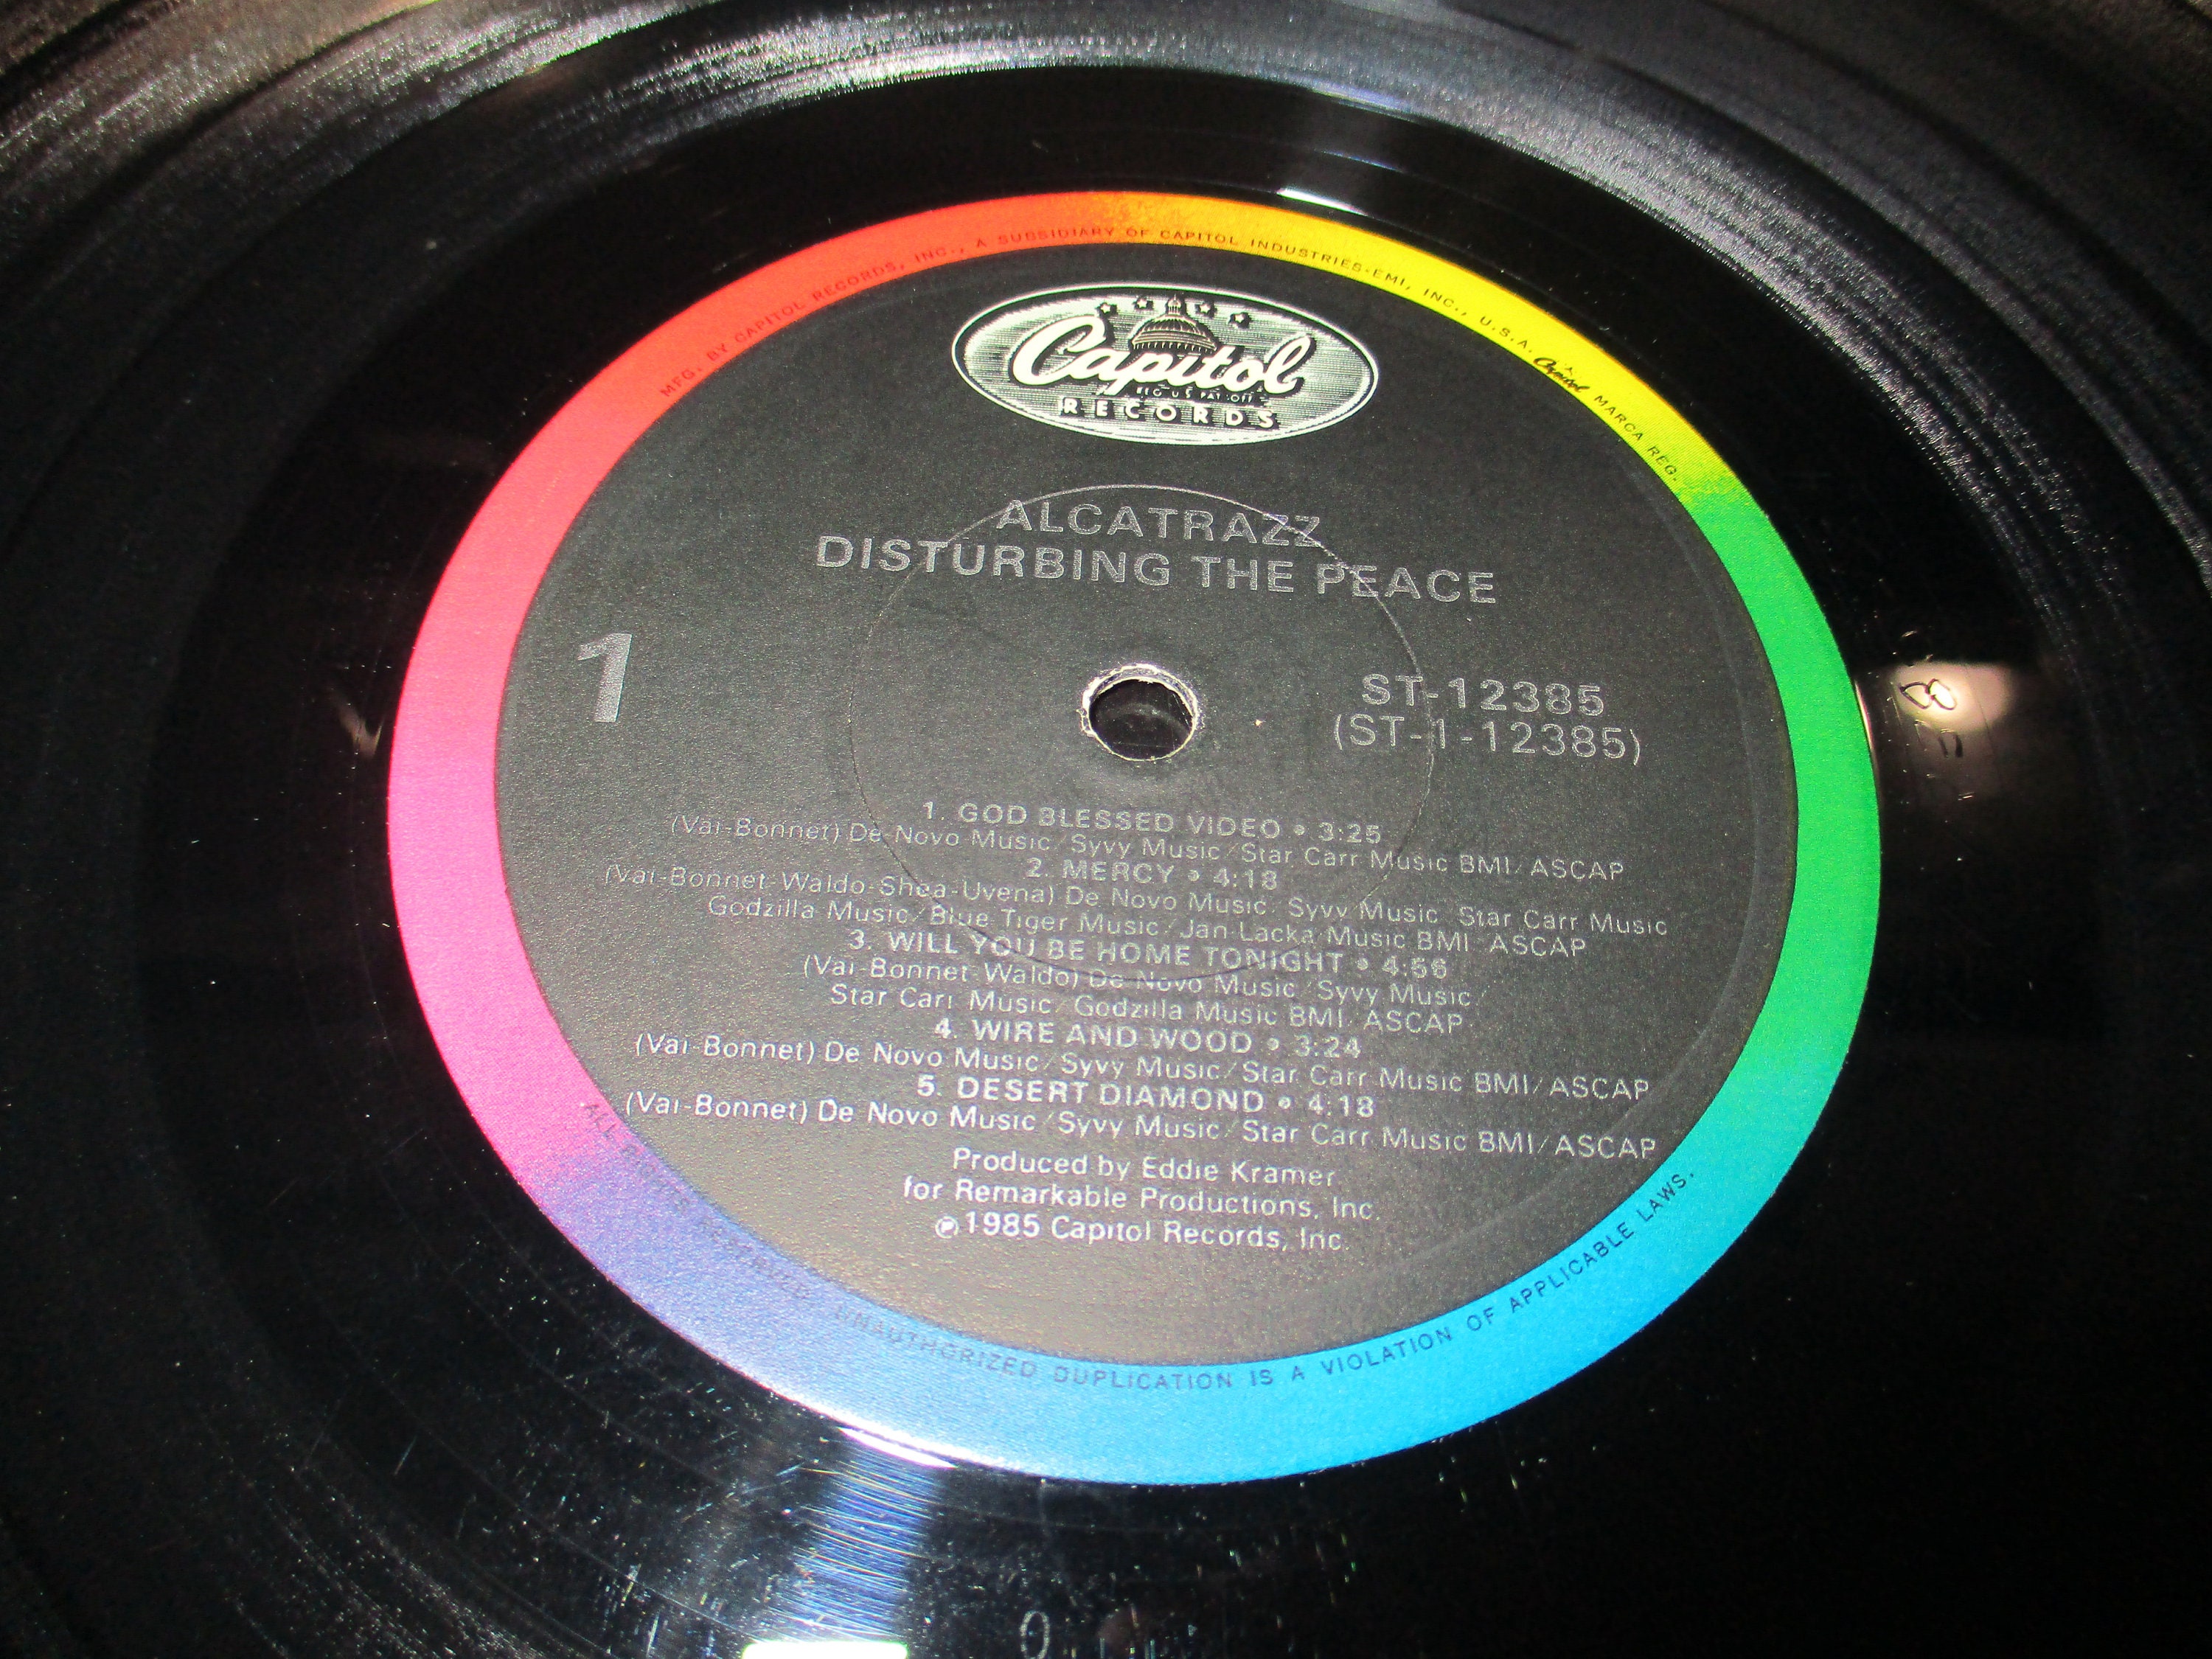 MFG. BY CAPITOL RECORDS, INC., A SUBSIDIARY OF CAPITOL INDUSTRIES-EMI, INC., U.S.A. Capitol MARCA REG.
Capitol
REG U S PAT OFF
RECORDS
ALCATRAZZ
DISTURBING THE PEACE
1
ST-12385
(ST-1-12385)
1. GOD BLESSED VIDEO • 3:25
(Vai-Bonnet) De Novo Music/Syvy Music/Star Carr Music BMI/ASCAP
2. MERCY • 4:18
(Vai-Bonnet-Waldo-Shea-Uvena) De Novo Music/Syvy Music/Star Carr Music
Godzilla Music/Blue Tiger Music/Jan Lacka Music BMI/ASCAP
3. WILL YOU BE HOME TONIGHT • 4:56
(Vai-Bonnet-Waldo) De Novo Music/Syvy Music/
Star Carr Music/Godzilla Music BMI/ASCAP
4. WIRE AND WOOD • 3:24
(Vai-Bonnet) De Novo Music/Syvy Music/Star Carr Music BMI/ASCAP
5. DESERT DIAMOND • 4:18
(Vai-Bonnet) De Novo Music/Syvy Music/Star Carr Music BMI/ASCAP
Produced by Eddie Kramer
for Remarkable Productions, Inc.
℗1985 Capitol Records, Inc.
ALL RIGHTS RESERVED. UNAUTHORIZED DUPLICATION IS A VIOLATION OF APPLICABLE LAWS.